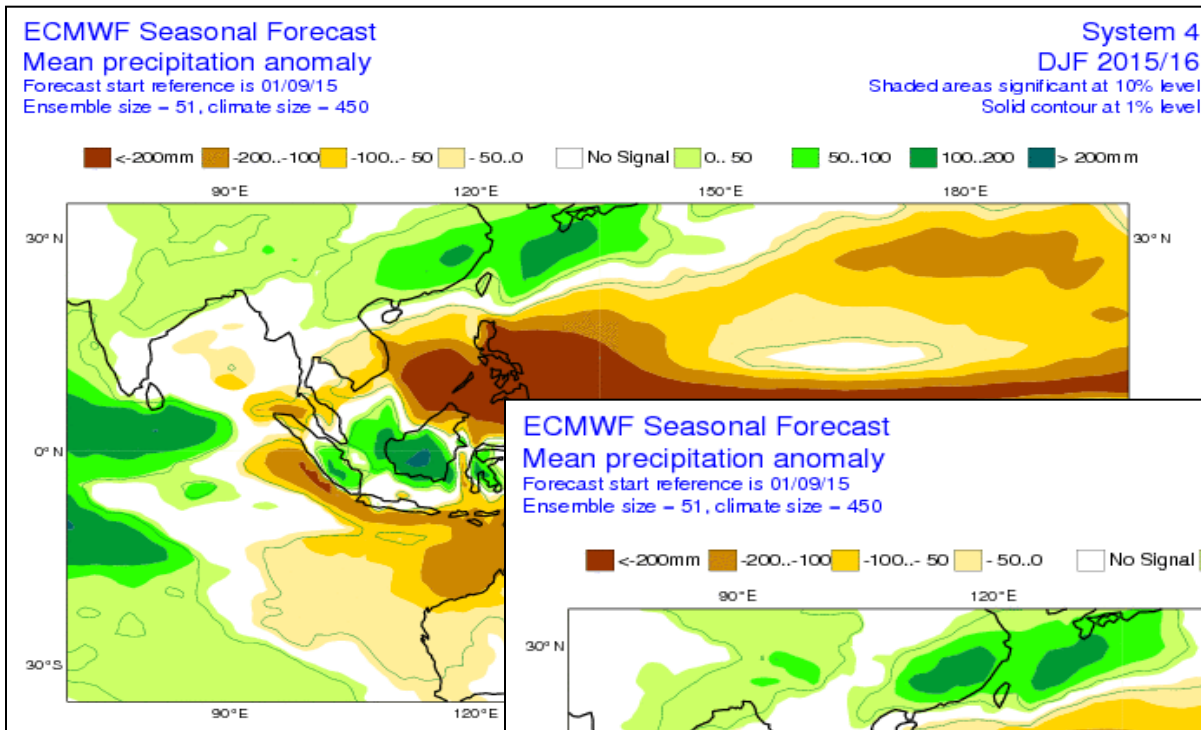 ECMWF Seasonal Forecast
Mean precipitation anomaly
Forecast start reference is 01/09/15
Ensemble size = 51, climate size = 450
System 4
DJF 2015/16
Shaded areas significant at 10% level
Solid contour at 1% level
<-200mm -200..-100 -100..- 50 - 50..0 No Signal 0.. 50 50..100 100..200 > 200mm
90°E 120°E 150°E 180°E
30°N 30°N
0°N
30°S
90°E 120°E
ECMWF Seasonal Forecast
Mean precipitation anomaly
Forecast start reference is 01/09/15
Ensemble size = 51, climate size = 450
<-200mm -200..-100 -100..- 50 - 50..0 No Signal
90°E 120°E
30°N